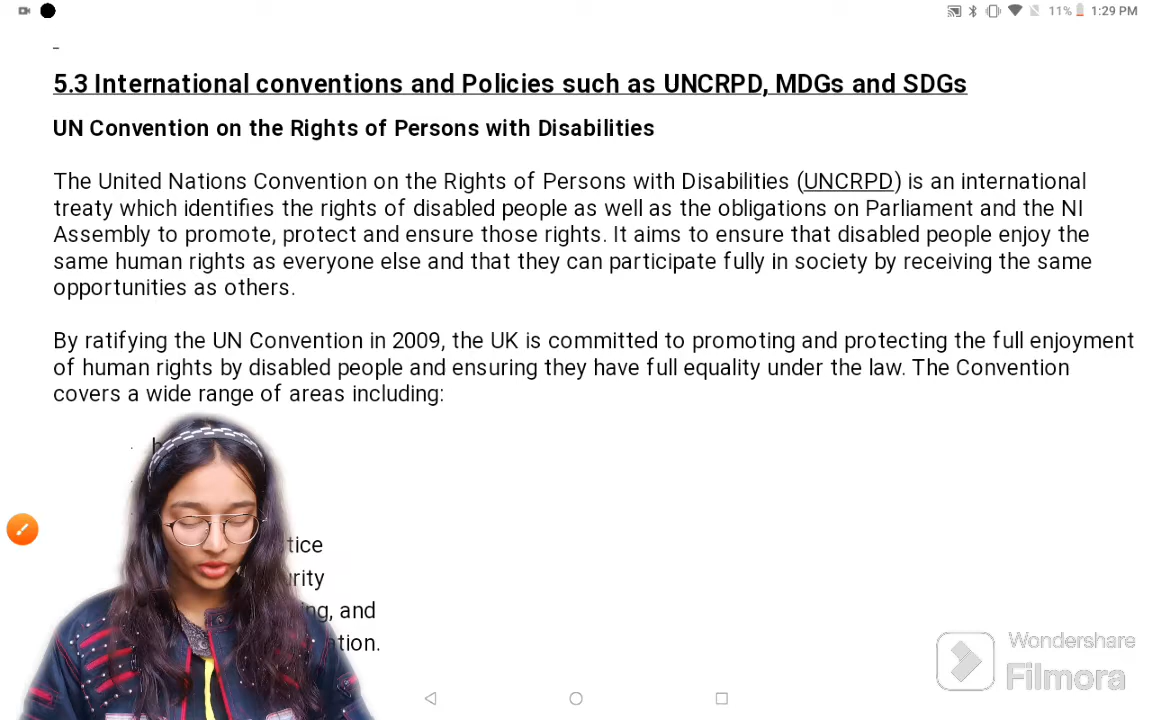 11% 1:29 PM
5.3 International conventions and Policies such as UNCRPD, MDGs and SDGs
UN Convention on the Rights of Persons with Disabilities
The United Nations Convention on the Rights of Persons with Disabilities (UNCRPD) is an international
treaty which identifies the rights of disabled people as well as the obligations on Parliament and the NI
Assembly to promote, protect and ensure those rights. It aims to ensure that disabled people enjoy the
same human rights as everyone else and that they can participate fully in society by receiving the same
opportunities as others.
By ratifying the UN Convention in 2009, the UK is committed to promoting and protecting the full enjoyment
of human rights by disabled people and ensuring they have full equality under the law. The Convention
covers a wide range of areas including:
and
Wondershare
Filmora